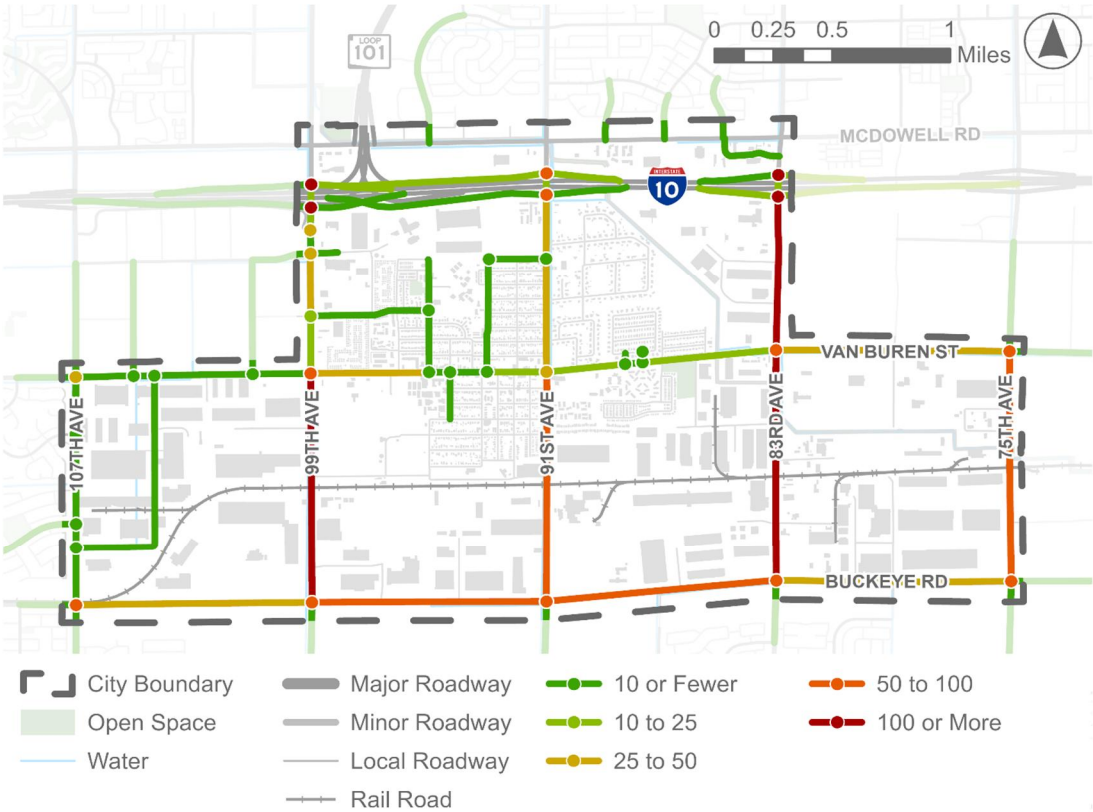 0 0.25 0.5 1
Miles
LOOP
101
MCDOWELL RD
INTERSTATE
10
VAN BUREN ST
107TH AVE
99TH AVE
91ST AVE
83RD AVE
75TH AVE
BUCKEYE RD
City Boundary
Open Space
Water
Major Roadway
Minor Roadway
Local Roadway
Rail Road
10 or Fewer
10 to 25
25 to 50
50 to 100
100 or More